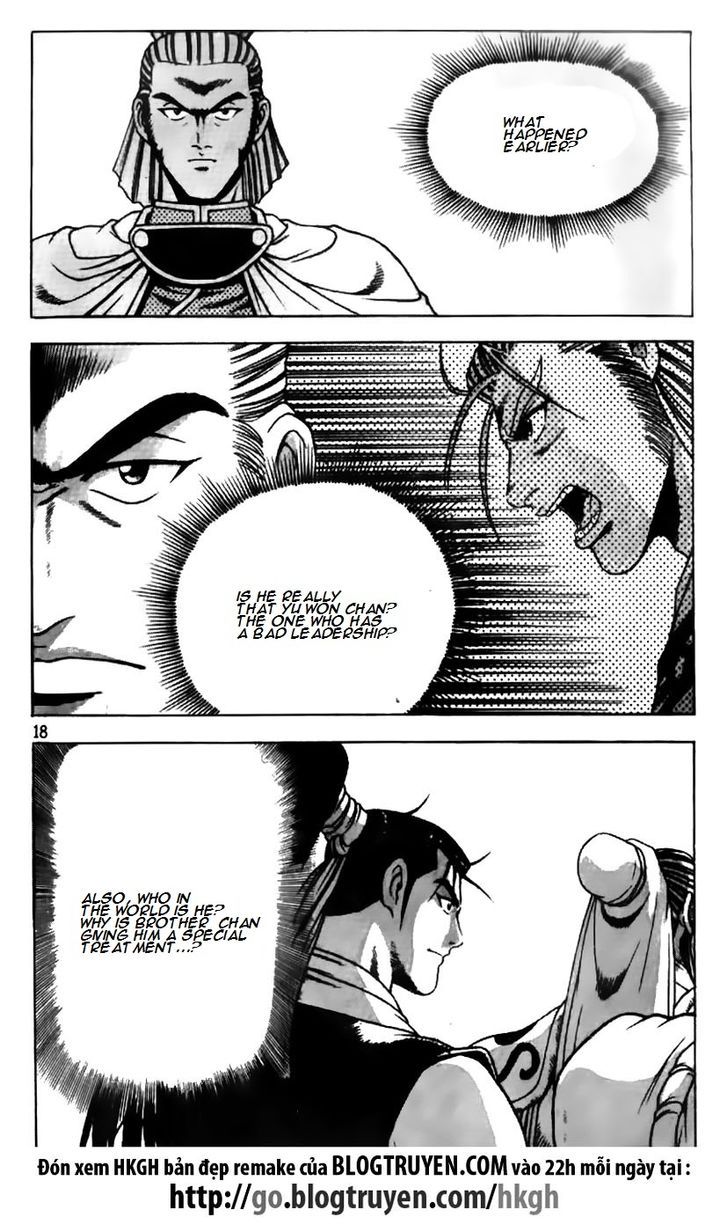 WHAT
HAPPENED
EARLIER?
IS HE REALLY
THAT YU WON CHAN?
THE ONE WHO HAS
A BAD LEADERSHIP?
18
ALSO, WHO IN
THE WORLD IS HE?
WHY IS BROTHER CHAN
GIVING HIM A SPECIAL
TREATMENT...?
Đón xem HKGH bản đẹp remake của BLOGTRUYEN.COM vào 22h mỗi ngày tại :
http://go.blogtruyen.com/hkgh